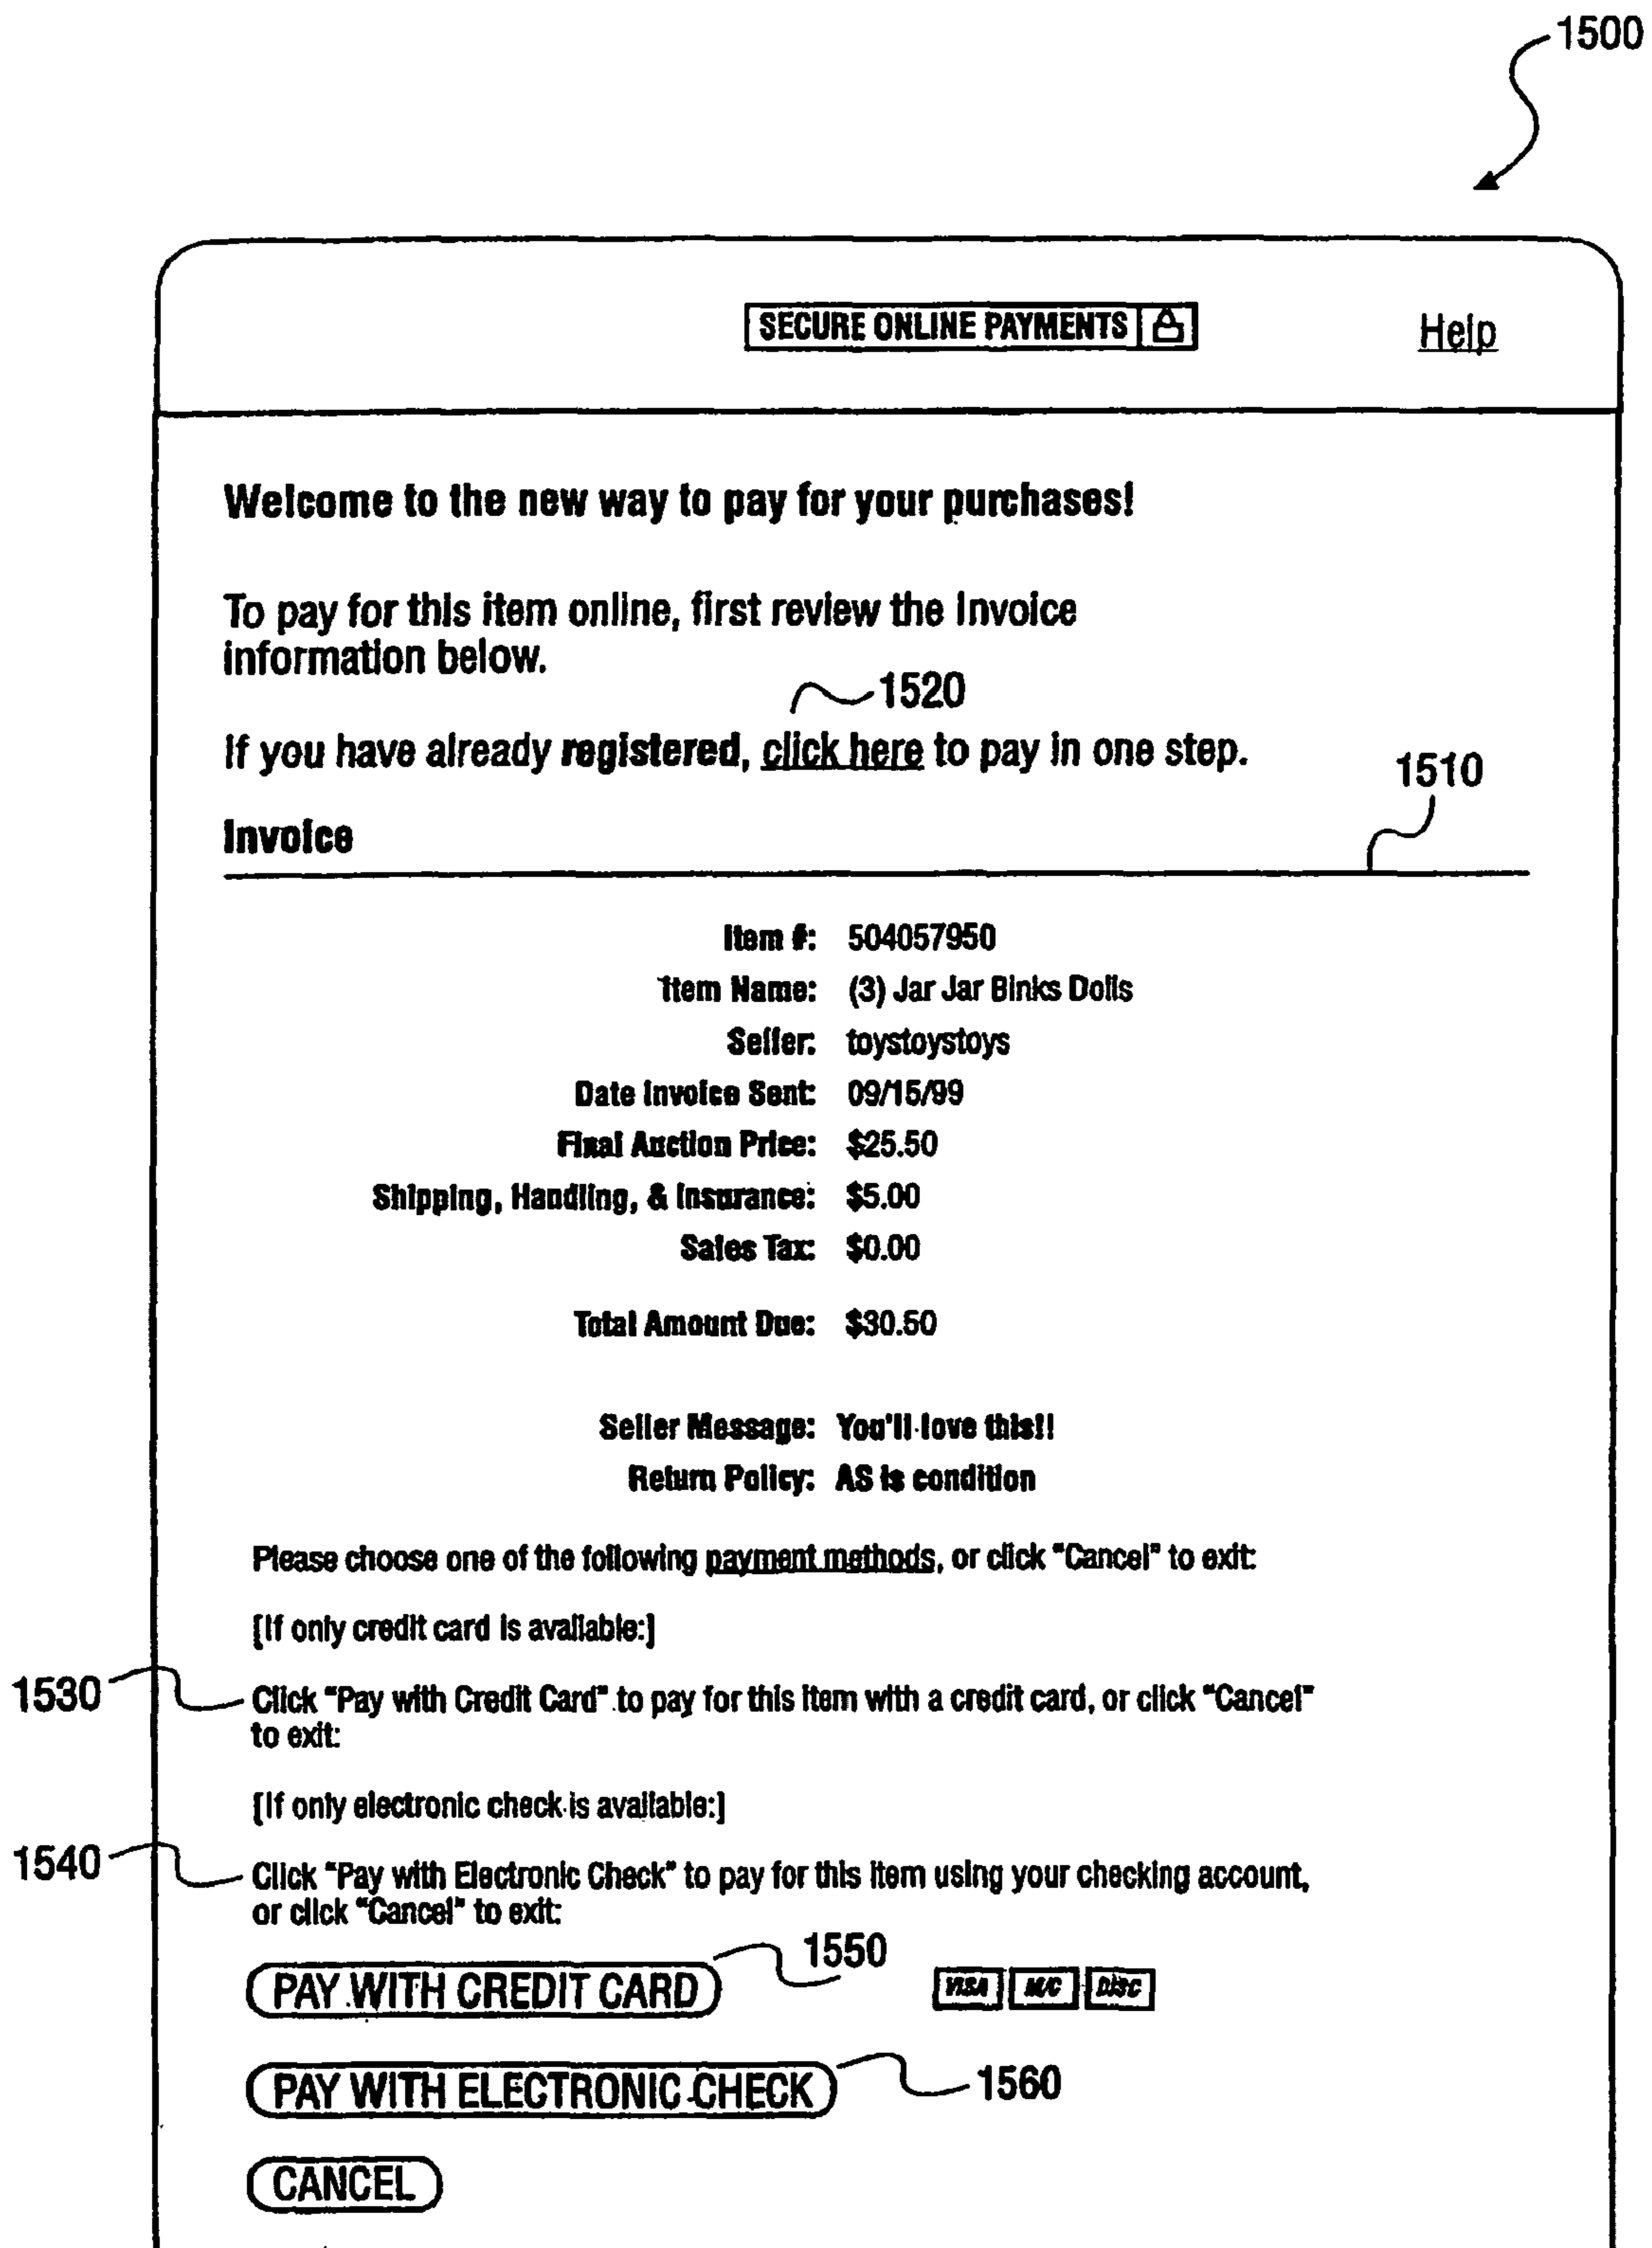 1500
SECURE ONLINE PAYMENTS
Help
Welcome to the new way to pay for your purchases!
To pay for this item online, first review the Invoice
information below.
1520
If you have already registered, click here to pay in one step.
1510
Invoice
Item #: 504057950
Item Name: (3) Jar Jar Binks Dolls
Seller: toystoystoys
Date Invoice Sent: 09/15/99
Final Auction Price: $25.50
Shipping, Handling, & Insurance: $5.00
Sales Tax: $0.00
Total Amount Due: $30.50
Seller Message: You'll love this!!
Return Policy: AS is condition
Please choose one of the following payment methods, or click "Cancel" to exit:
[If only credit card is available:]
1530 Click "Pay with Credit Card" to pay for this item with a credit card, or click "Cancel"
to exit:
[If only electronic check is available:]
1540 Click "Pay with Electronic Check" to pay for this item using your checking account,
or click "Cancel" to exit:
PAY WITH CREDIT CARD 1550 VISA M/C DISC
PAY WITH ELECTRONIC CHECK 1560
CANCEL